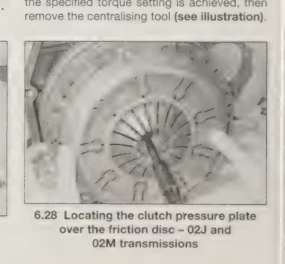 the specified torque setting is achieved, then
remove the centralising tool (see illustration).
6.28 Locating the clutch pressure plate
over the friction disc – 02J and
02M transmissions